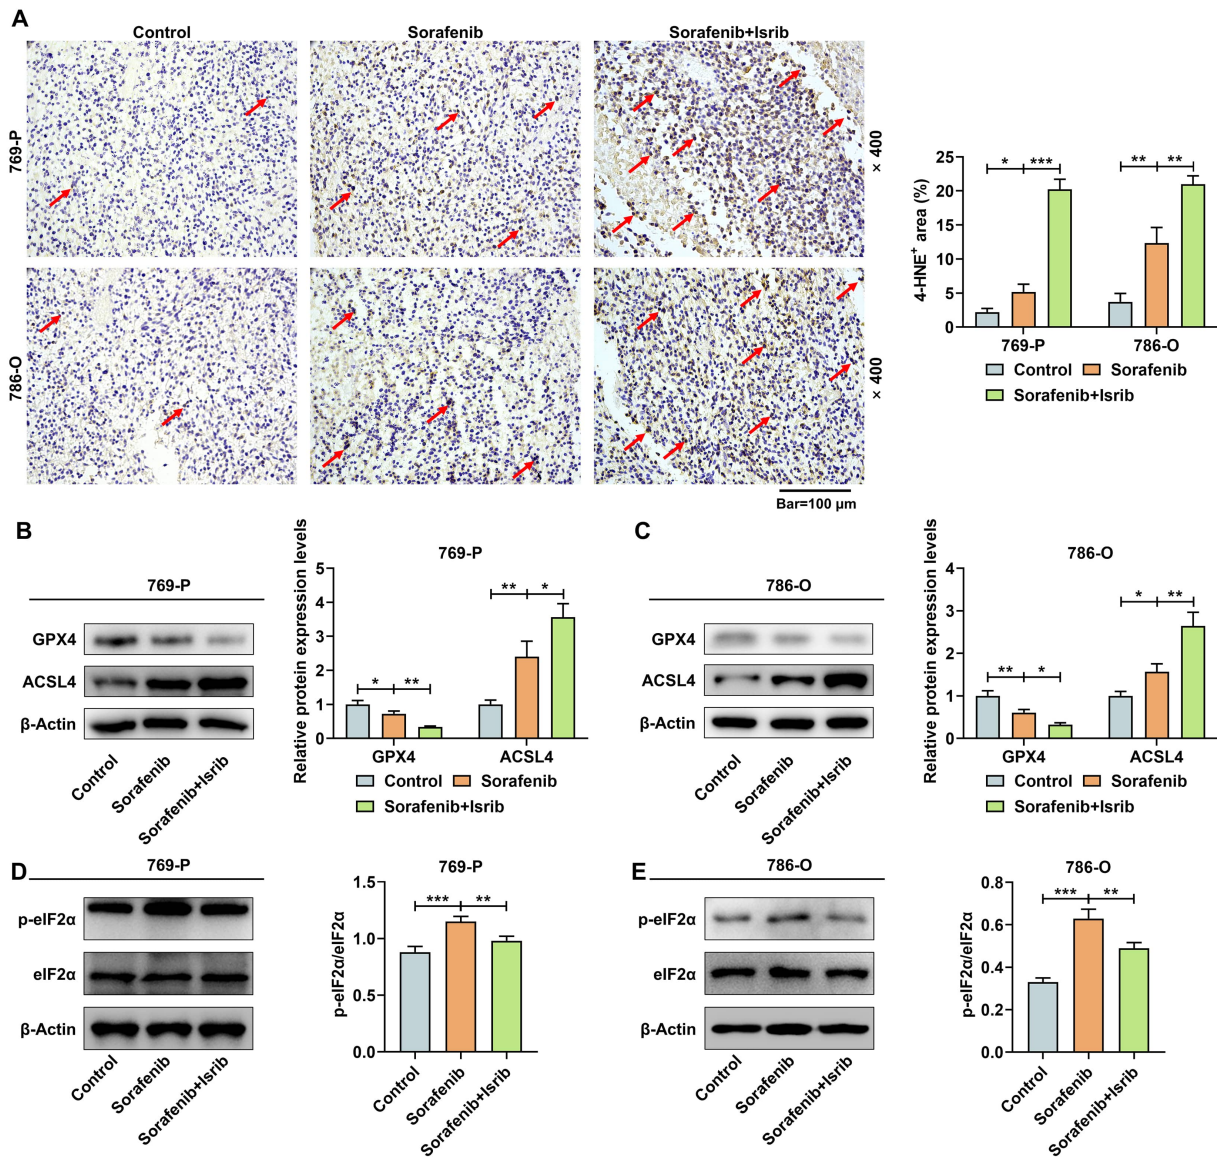 A
Control
Sorafenib
Sorafenib+Isrib
769-P
× 400
786-O
× 400
Bar=100 μm
4-HNE+ area (%)
25
20
15
10
5
0
* ***
** **
769-P
786-O
Control
Sorafenib
Sorafenib+Isrib
B
769-P
GPX4
ACSL4
β-Actin
Control
Sorafenib
Sorafenib+Isrib
769-P
Relative protein expression levels
5
4
3
2
1
0
* **
** *
GPX4
ACSL4
Control
Sorafenib
Sorafenib+Isrib
C
786-O
GPX4
ACSL4
β-Actin
Control
Sorafenib
Sorafenib+Isrib
786-O
Relative protein expression levels
4
3
2
1
0
** *
* **
GPX4
ACSL4
Control
Sorafenib
Sorafenib+Isrib
D
769-P
p-eIF2α
eIF2α
β-Actin
Control
Sorafenib
Sorafenib+Isrib
769-P
p-eIF2α/eIF2α
1.5
1.0
0.5
0.0
*** **
Control
Sorafenib
Sorafenib+Isrib
E
786-O
p-eIF2α
eIF2α
β-Actin
Control
Sorafenib
Sorafenib+Isrib
786-O
p-eIF2α/eIF2α
0.8
0.6
0.4
0.2
0.0
*** **
Control
Sorafenib
Sorafenib+Isrib